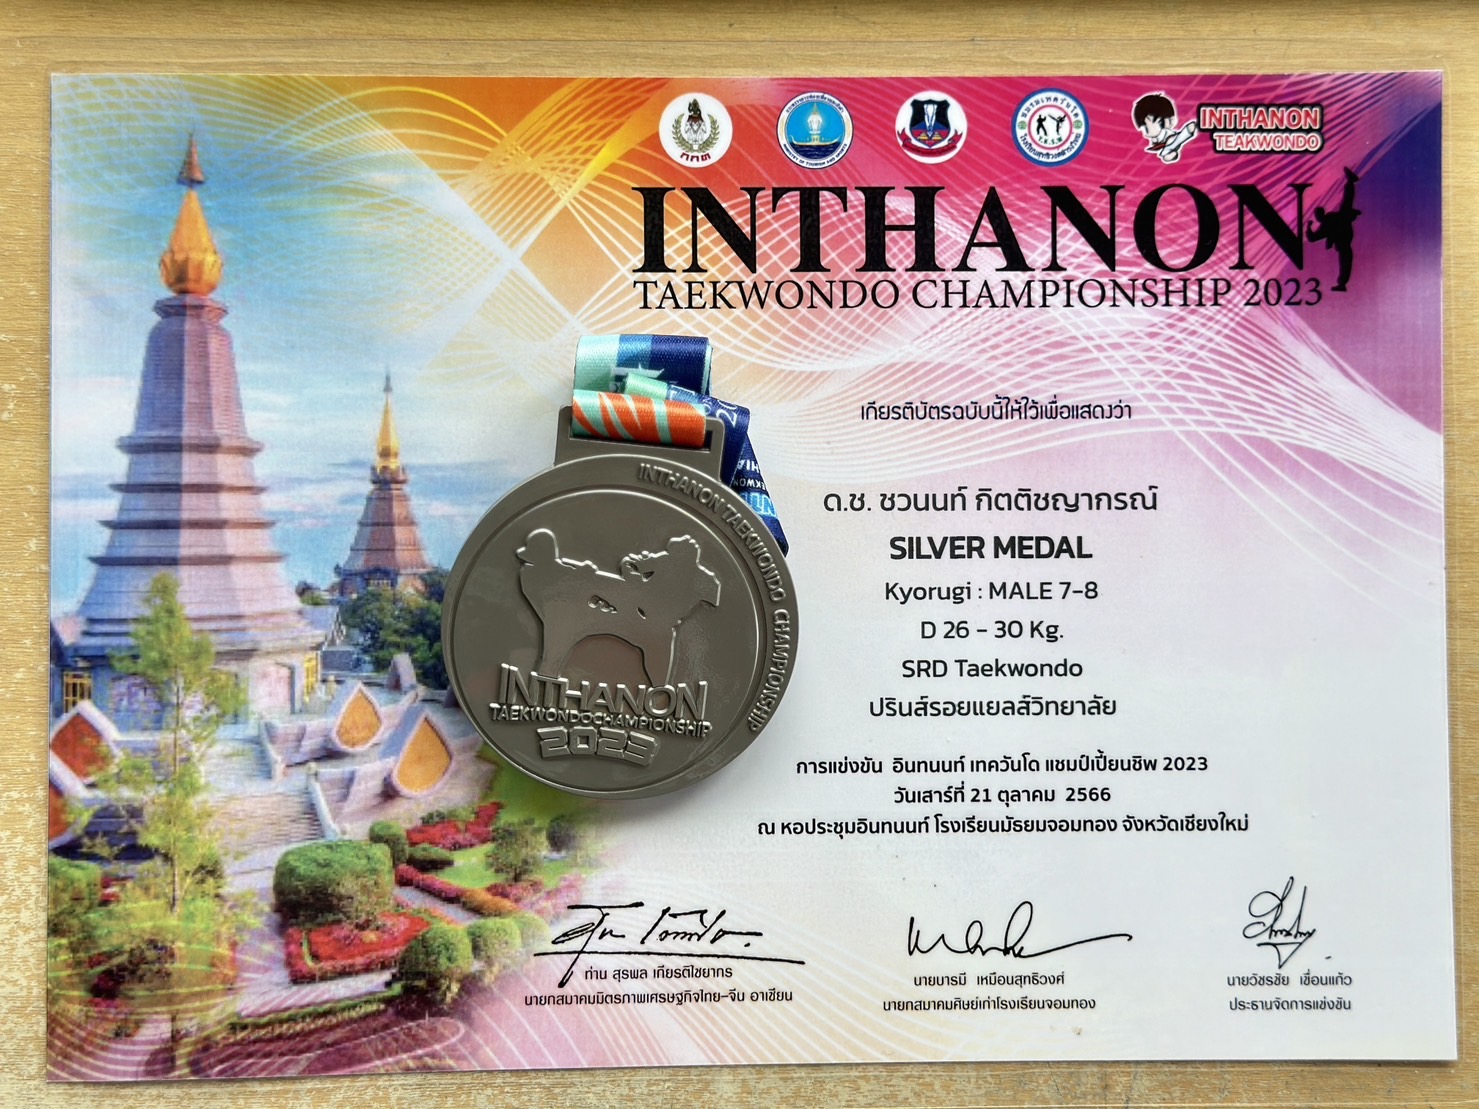 กกท
MINISTRY OF TOURISM AND SPORTS
T.K.S.W
INTHANON
TEAKWONDO
INTHANON
TAEKWONDO CHAMPIONSHIP 2023
เกียรติบัตรฉบับนี้ให้ไว้เพื่อแสดงว่า
ด.ช. ชวนนท์ กิตติชญากรณ์
SILVER MEDAL
Kyorugi : MALE 7-8
D 26 - 30 Kg.
SRD Taekwondo
ปรินส์รอยแยลส์วิทยาลัย
การแข่งขัน อินทนนท์ เทควันโด แชมป์เปี้ยนชิพ 2023
วันเสาร์ที่ 21 ตุลาคม 2566
ณ หอประชุมอินทนนท์ โรงเรียนมัธยมจอมทอง จังหวัดเชียงใหม่
INTHANON TAEKWONDO CHAMPIONSHIP
INTHANON
TAEKWONDOCHAMPIONSHIP
2023
ท่าน สุรพล เกียรติไชยากร
นายกสมาคมมิตรภาพเศรษฐกิจไทย-จีน อาเซียน
นายบารมี เหมือนสุทธิวงศ์
นายกสมาคมศิษย์เก่าโรงเรียนจอมทอง
นายวัชรชัย เชื่อนแก้ว
ประธานจัดการแข่งขัน